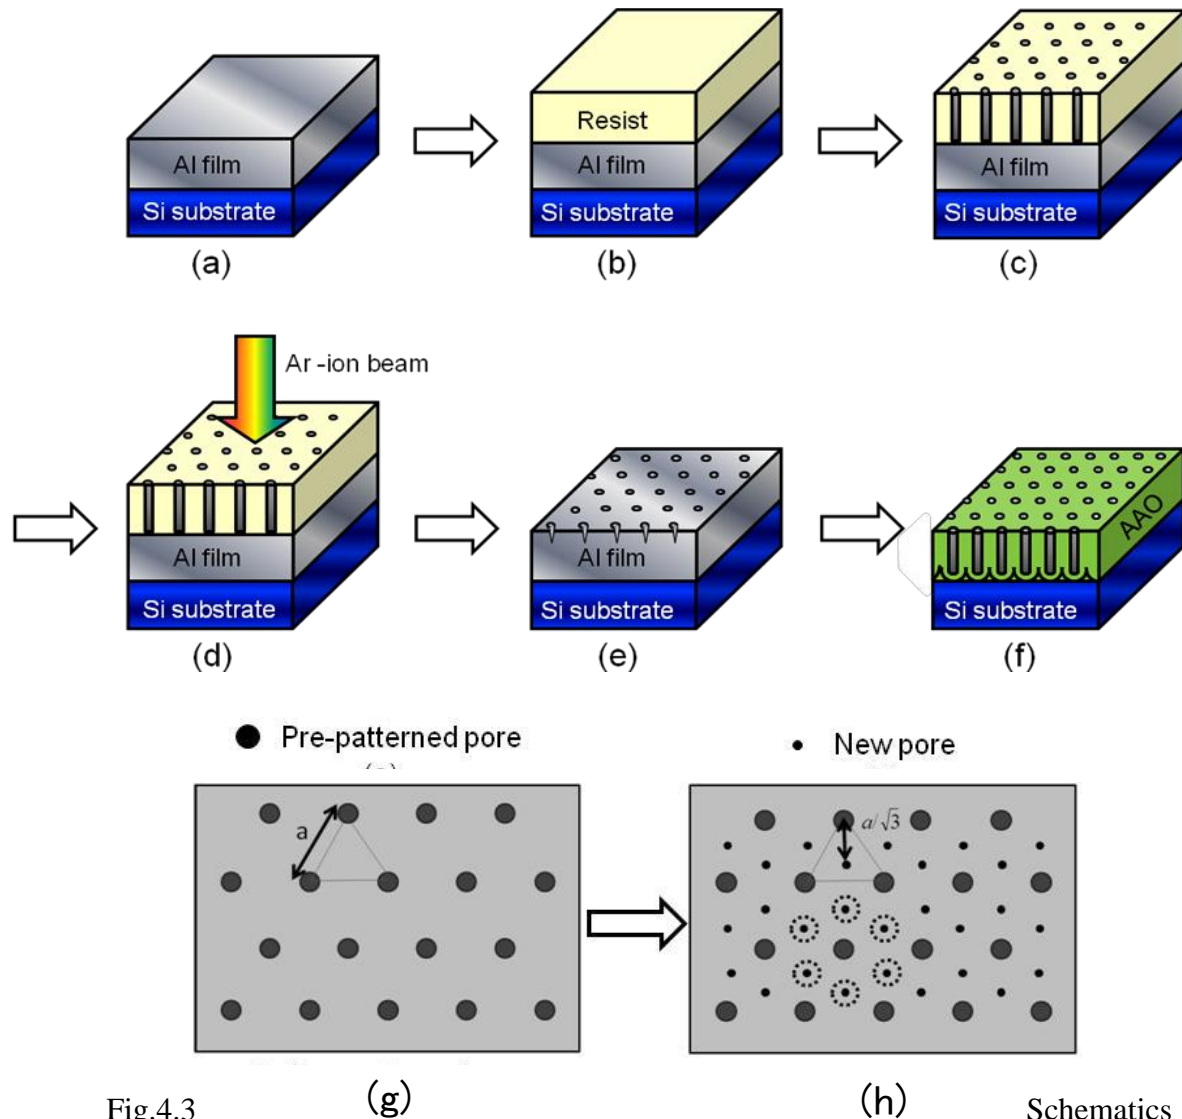 Resist
Al film
Al film
Al film
Si substrate
Si substrate
Si substrate
(a)
(b)
(c)
Ar -ion beam
Al film
Al film
AAO
Si substrate
Si substrate
Si substrate
(d)
(e)
(f)
Pre-patterned pore
New pore
a
a/√3
(g)
(h)
Fig.4.3 Schematics